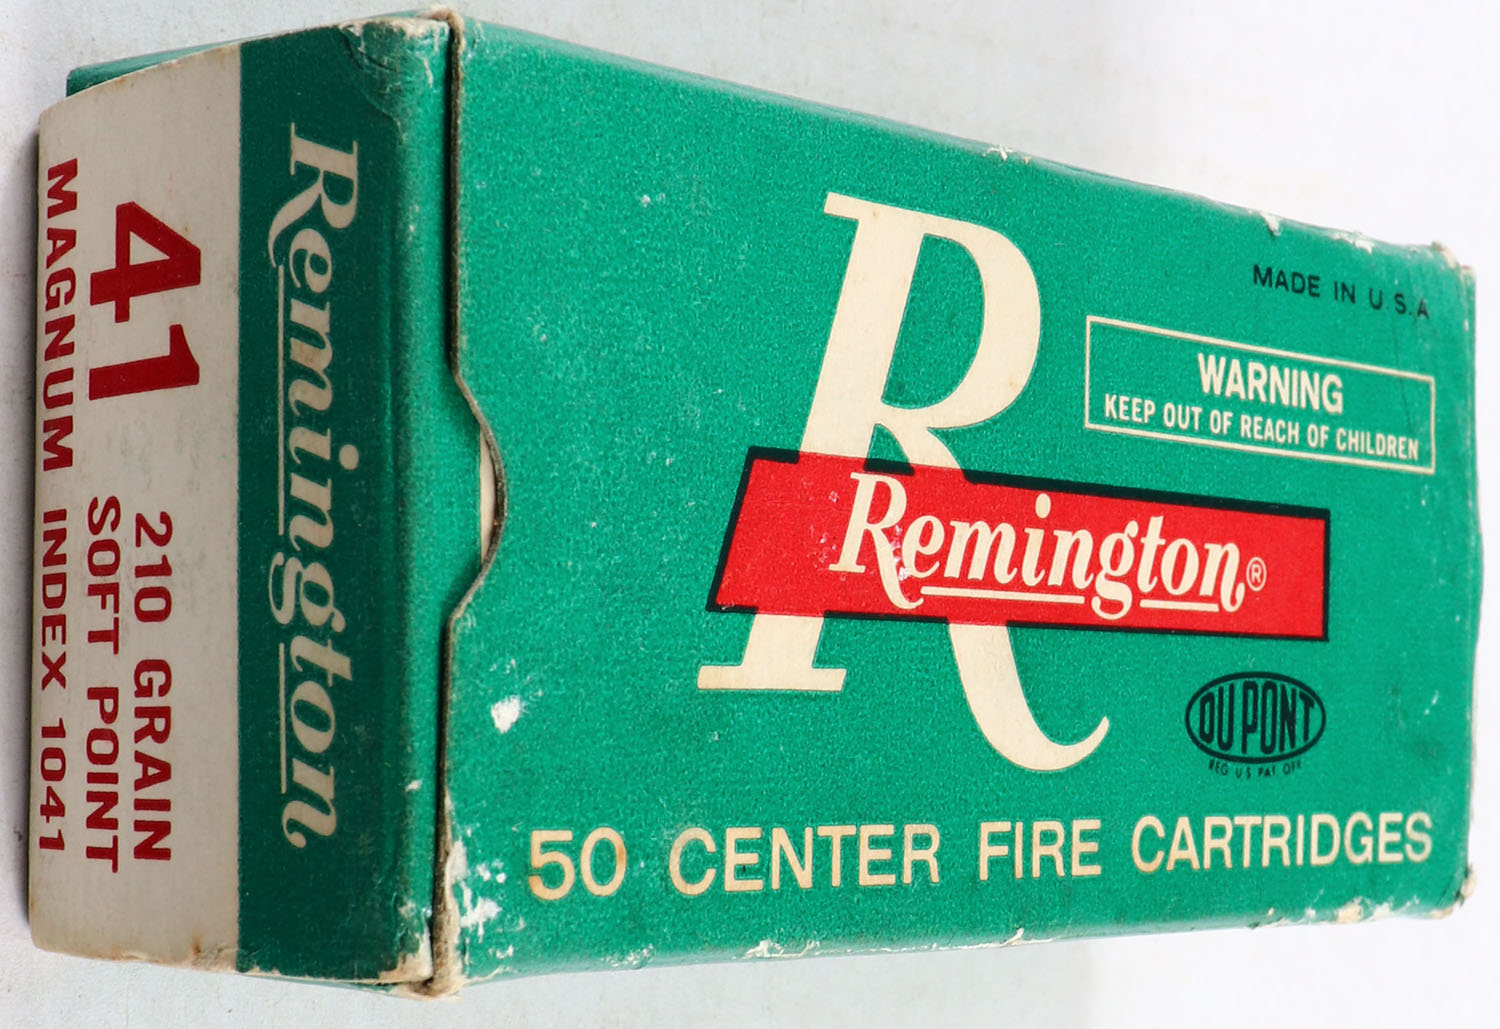 Remington
41
MAGNUM INDEX 1041
210 GRAIN
SOFT POINT
R
MADE IN U.S.A
WARNING
KEEP OUT OF REACH OF CHILDREN
Remington®
DU PONT
REG US PAT OFF
50 CENTER FIRE CARTRIDGES